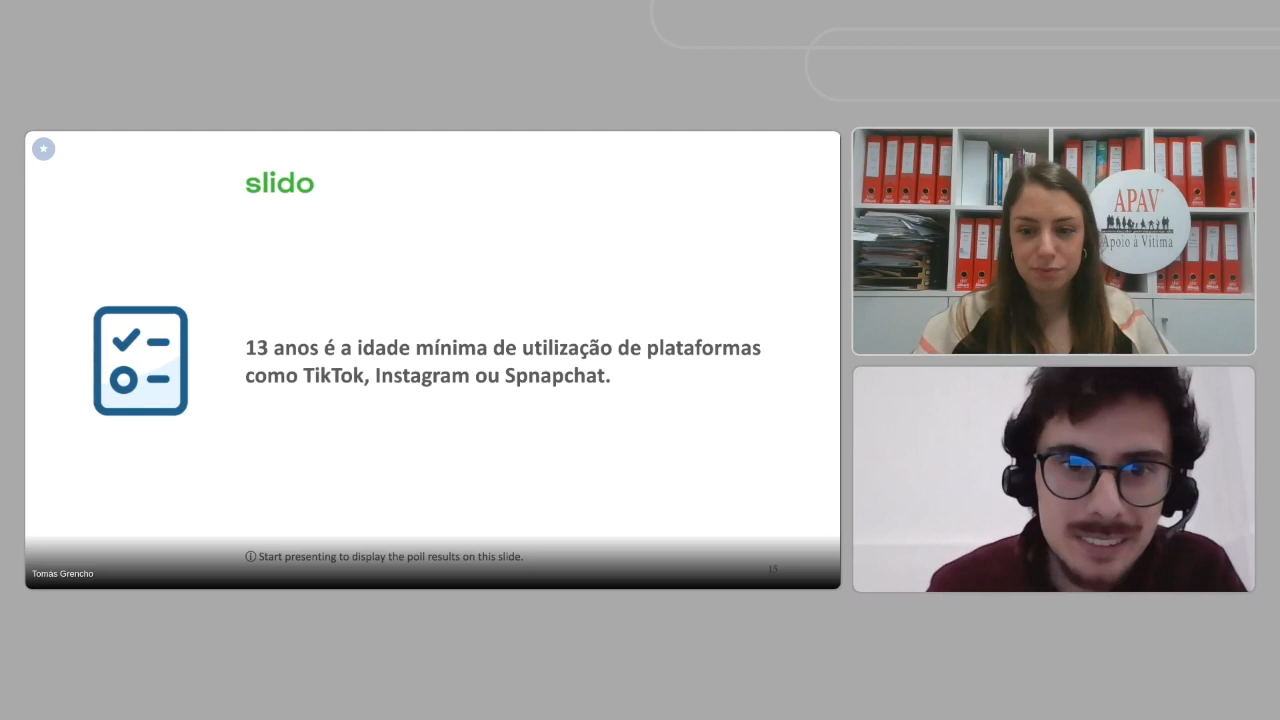 slido
13 anos é a idade mínima de utilização de plataformas
como TikTok, Instagram ou Spnapchat.
Start presenting to display the poll results on this slide.
15
Tomás Grencho
APAV®
Apoio à Vítima